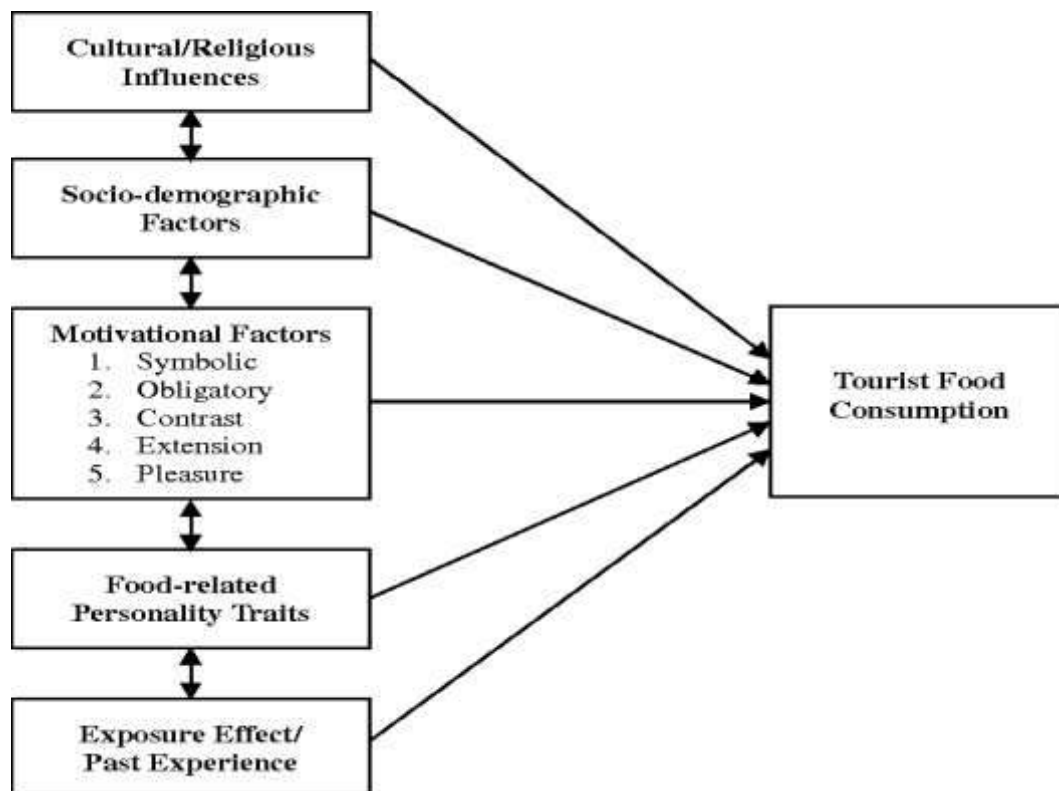 Cultural/Religious
Influences
Socio-demographic
Factors
Motivational Factors
1. Symbolic
2. Obligatory
3. Contrast
4. Extension
5. Pleasure
Food-related
Personality Traits
Exposure Effect/
Past Experience
Tourist Food
Consumption